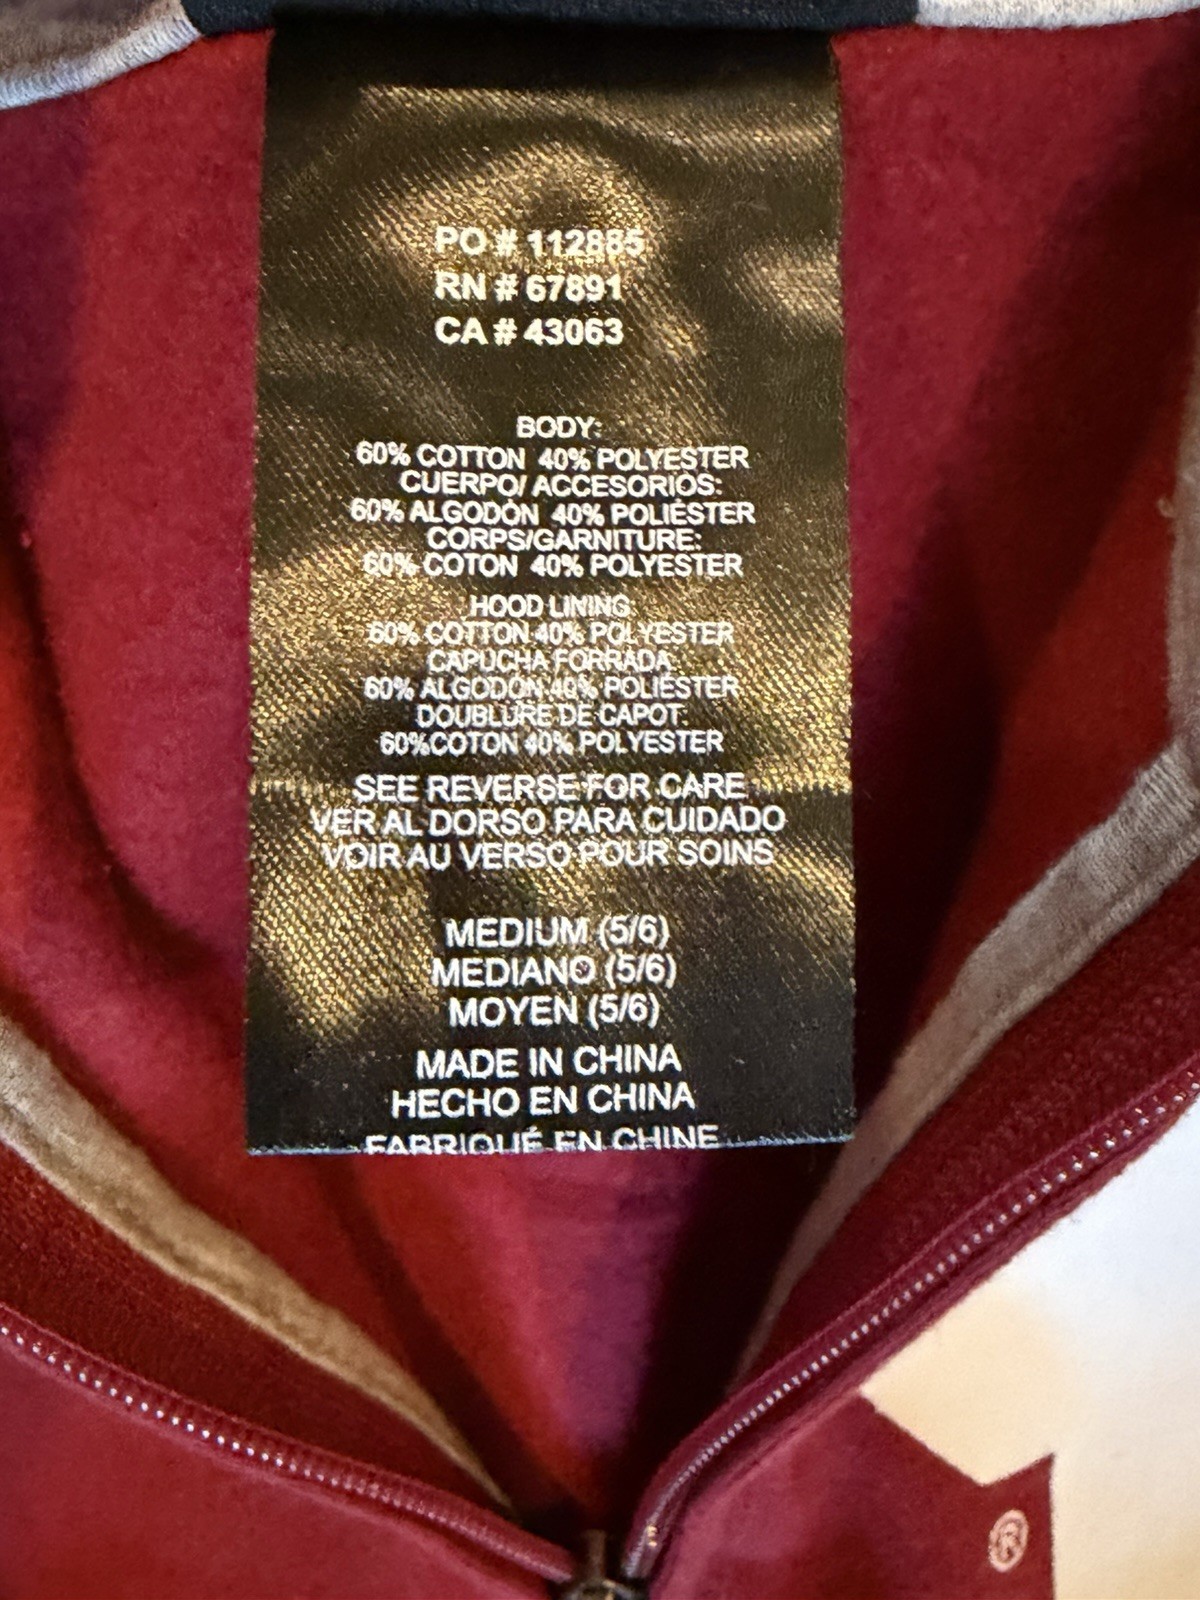 PO # 112885
RN # 67891
CA # 43063
BODY:
60% COTTON 40% POLYESTER
CUERPO/ ACCESORIOS:
60% ALGODÓN 40% POLIÉSTER
CORPS/GARNITURE:
60% COTON 40% POLYESTER
HOOD LINING:
60% COTTON 40% POLYESTER
CAPUCHA FORRADA:
60% ALGODÓN 40% POLIÉSTER
DOUBLURE DE CAPOT:
60%COTON 40% POLYESTER
SEE REVERSE FOR CARE
VER AL DORSO PARA CUIDADO
VOIR AU VERSO POUR SOINS
MEDIUM (5/6)
MEDIANO (5/6)
MOYEN (5/6)
MADE IN CHINA
HECHO EN CHINA
FABRIQUÉ EN CHINE
®